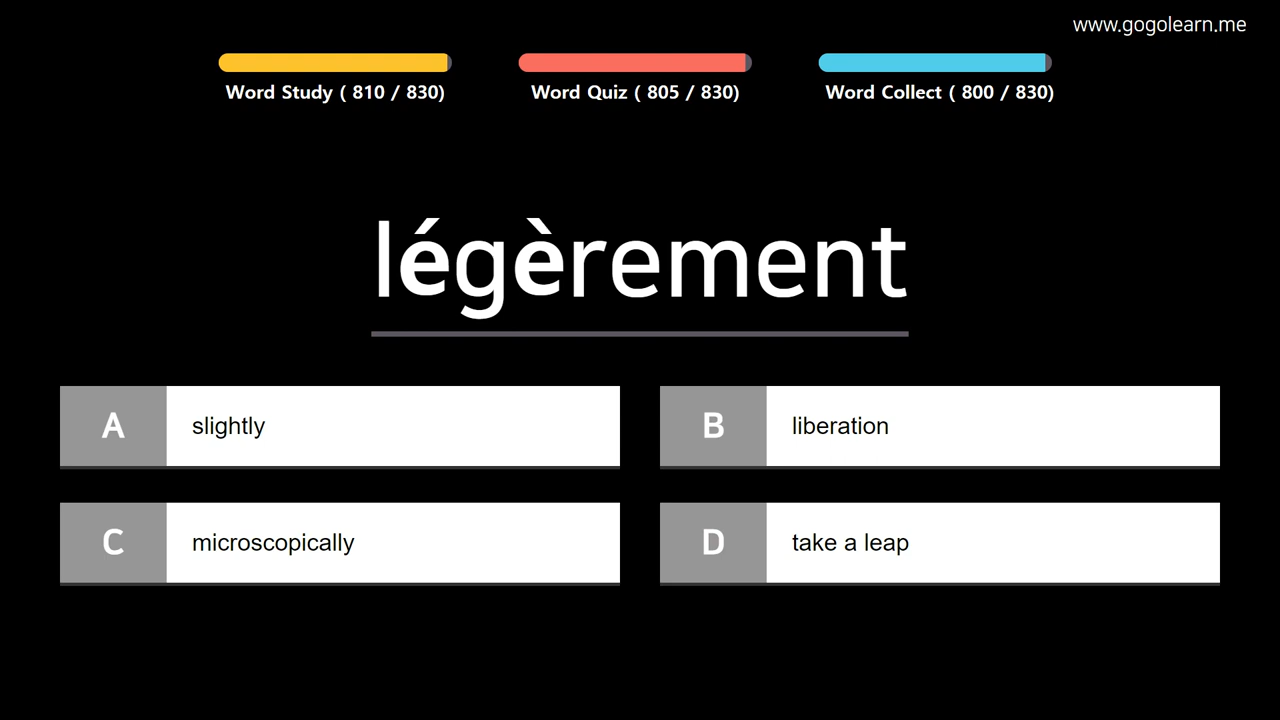 www.gogolearn.me
Word Study ( 810 / 830)
Word Quiz ( 805 / 830)
Word Collect ( 800 / 830)
légèrement
A slightly
B liberation
C microscopically
D take a leap